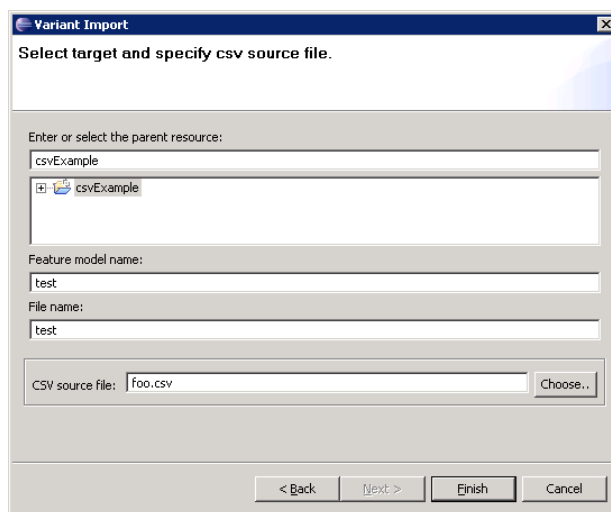 Variant Import
Select target and specify csv source file.
Enter or select the parent resource:
csvExample
csvExample
Feature model name:
test
File name:
test
CSV source file: foo.csv Choose..
< Back Next > Finish Cancel